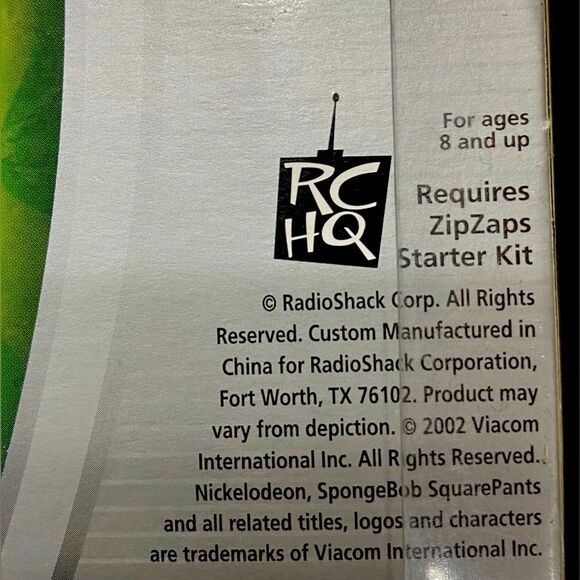 For ages
8 and up
RC
HQ
Requires
ZipZaps
Starter Kit
© RadioShack Corp. All Rights
Reserved. Custom Manufactured in
China for RadioShack Corporation,
Fort Worth, TX 76102. Product may
vary from depiction. © 2002 Viacom
International Inc. All Rights Reserved.
Nickelodeon, SpongeBob SquarePants
and all related titles, logos and characters
are trademarks of Viacom International Inc.